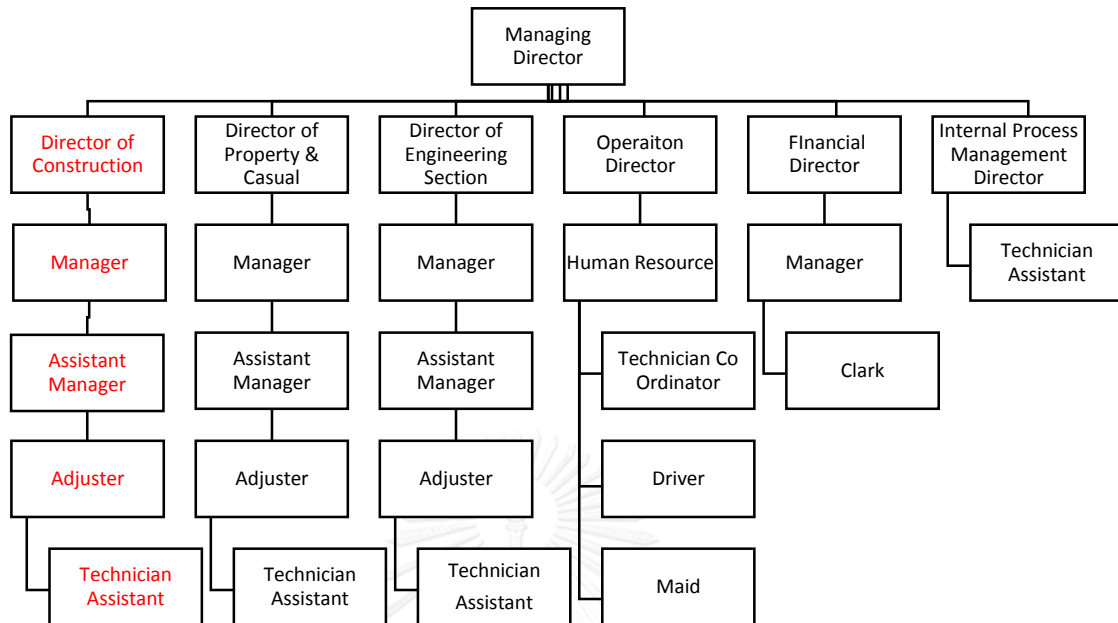 Managing
Director
Director of
Construction
Director of
Property &
Casual
Director of
Engineering
Section
Operaiton
Director
FInancial
Director
Internal Process
Management
Director
Manager
Manager
Manager
Human Resource
Manager
Technician
Assistant
Assistant
Manager
Assistant
Manager
Assistant
Manager
Technician Co
Ordinator
Clark
Adjuster
Adjuster
Adjuster
Driver
Technician
Assistant
Technician
Assistant
Technician
Assistant
Maid